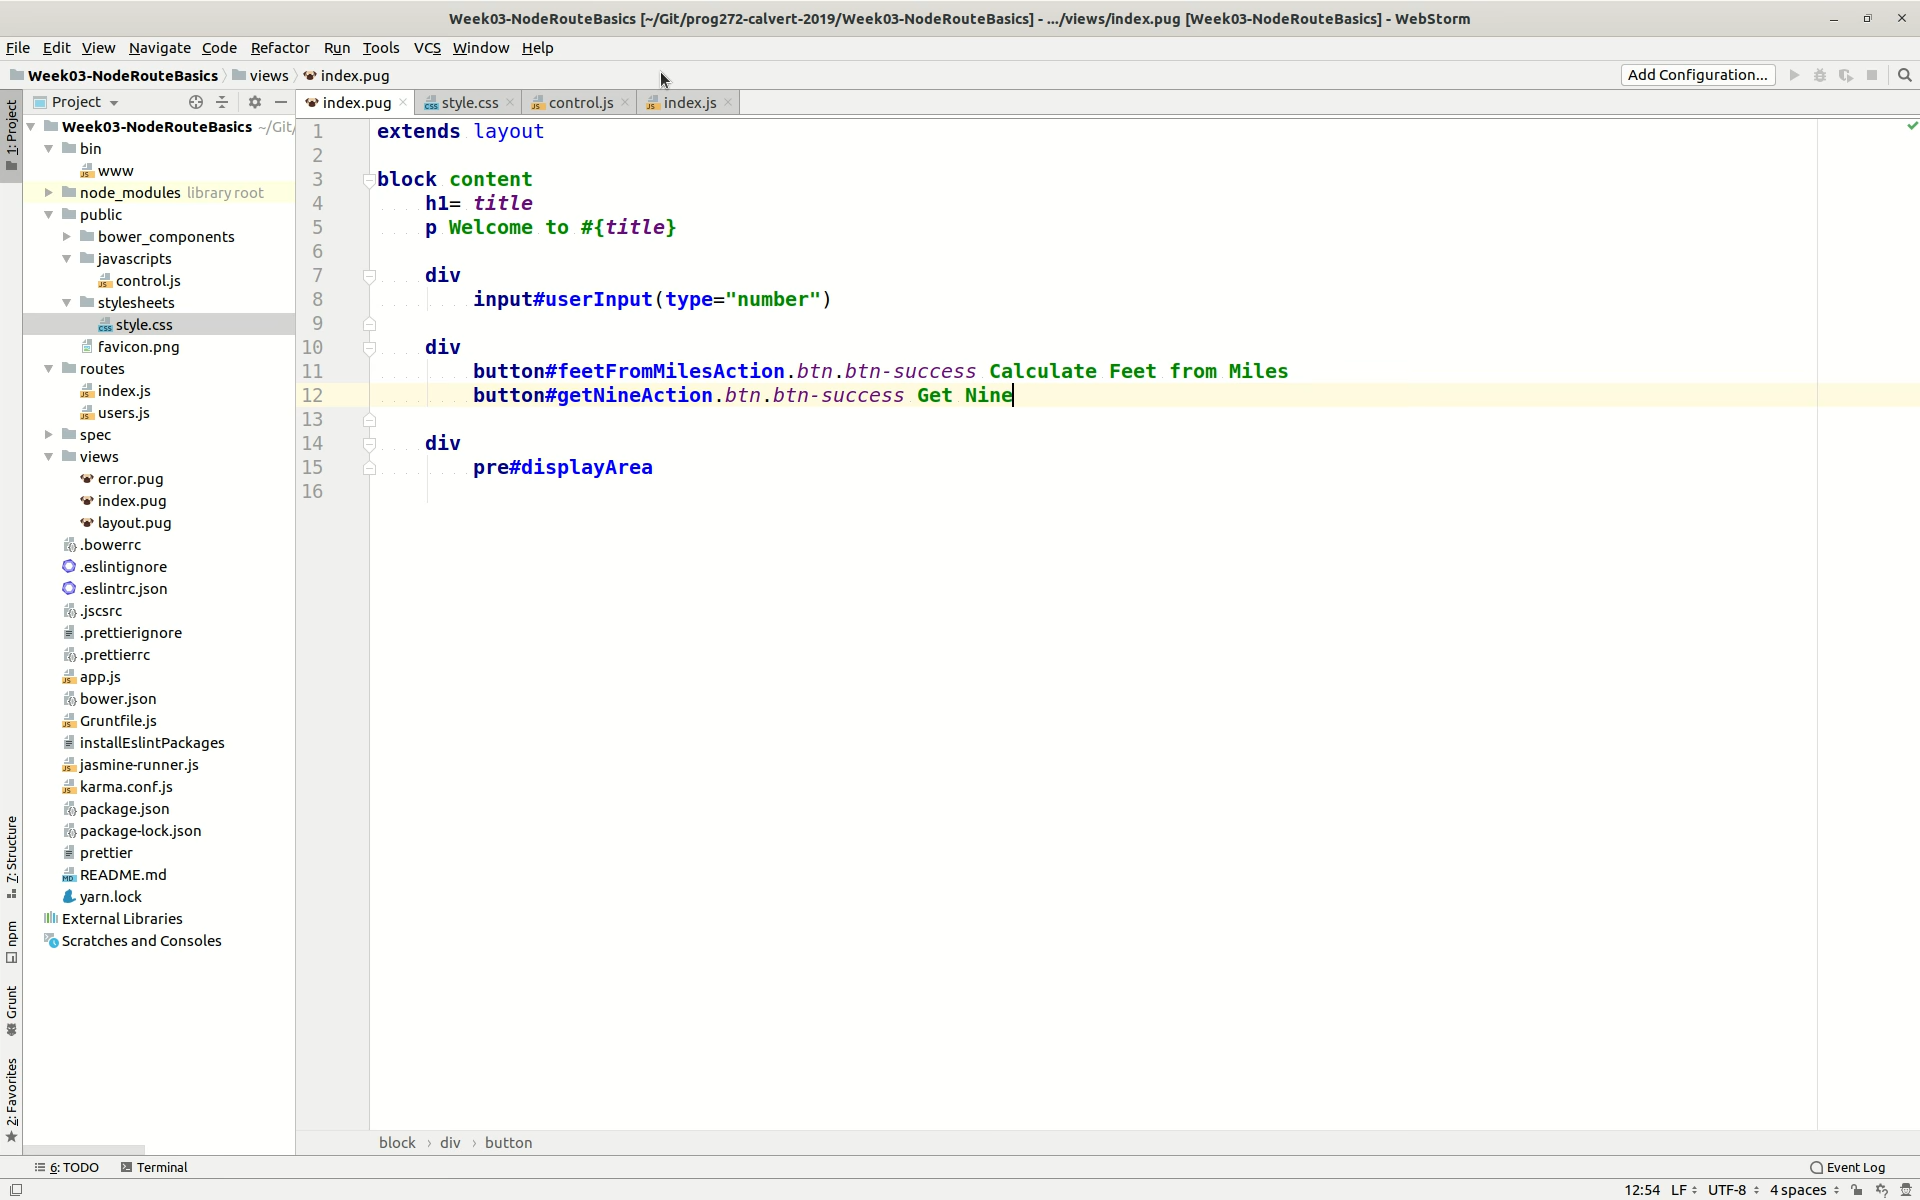 Week03-NodeRouteBasics [~/Git/prog272-calvert-2019/Week03-NodeRouteBasics] - .../views/index.pug [Week03-NodeRouteBasics] - WebStorm
File Edit View Navigate Code Refactor Run Tools VCS Window Help
Week03-NodeRouteBasics views index.pug
Add Configuration...
Project
index.pug
style.css
control.js
index.js
1: Project
7: Structure
npm
Grunt
2: Favorites
Week03-NodeRouteBasics ~/Git/
bin
www
node_modules library root
public
bower_components
javascripts
control.js
stylesheets
style.css
favicon.png
routes
index.js
users.js
spec
views
error.pug
index.pug
layout.pug
.bowerrc
.eslintignore
.eslintrc.json
.jscsrc
.prettierignore
.prettierrc
app.js
bower.json
Gruntfile.js
installEslintPackages
jasmine-runner.js
karma.conf.js
package.json
package-lock.json
prettier
README.md
yarn.lock
External Libraries
Scratches and Consoles
1 extends layout
2
3 block content
4 h1= title
5 p Welcome to #{title}
6
7 div
8 input#userInput(type="number")
9
10 div
11 button#feetFromMilesAction.btn.btn-success Calculate Feet from Miles
12 button#getNineAction.btn.btn-success Get Nine
13
14 div
15 pre#displayArea
16
block › div › button
6: TODO
Terminal
Event Log
12:54 LF UTF-8 4 spaces